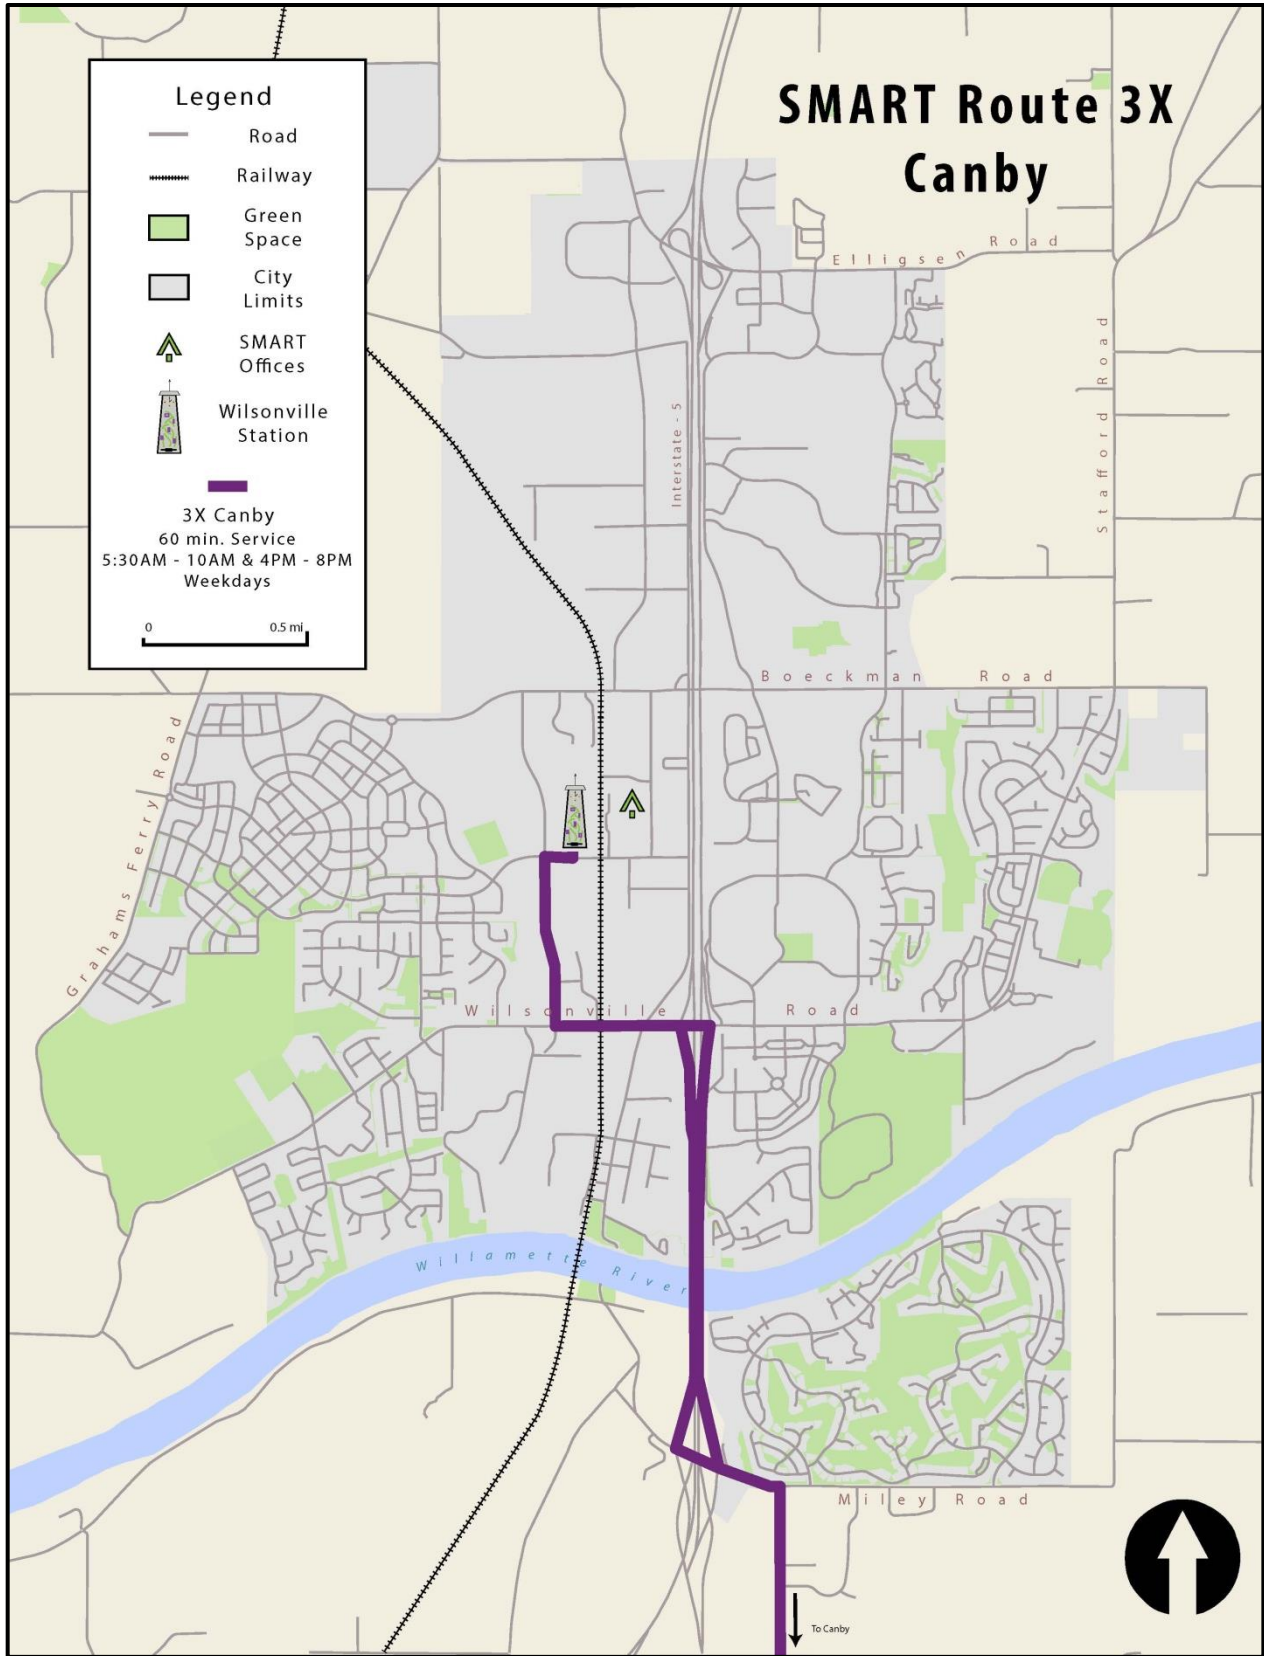 SMART Route 3X
Canby
Legend
Road
Railway
Green
Space
City
Limits
SMART
Offices
Wilsonville
Station
3X Canby
60 min. Service
5:30AM - 10AM & 4PM - 8PM
Weekdays
0 0.5 mi
Elligsen Road
Stafford Road
Interstate - 5
Boeckman Road
Grahams Ferry Road
Wilsonville Road
Willamette River
Miley Road
To Canby